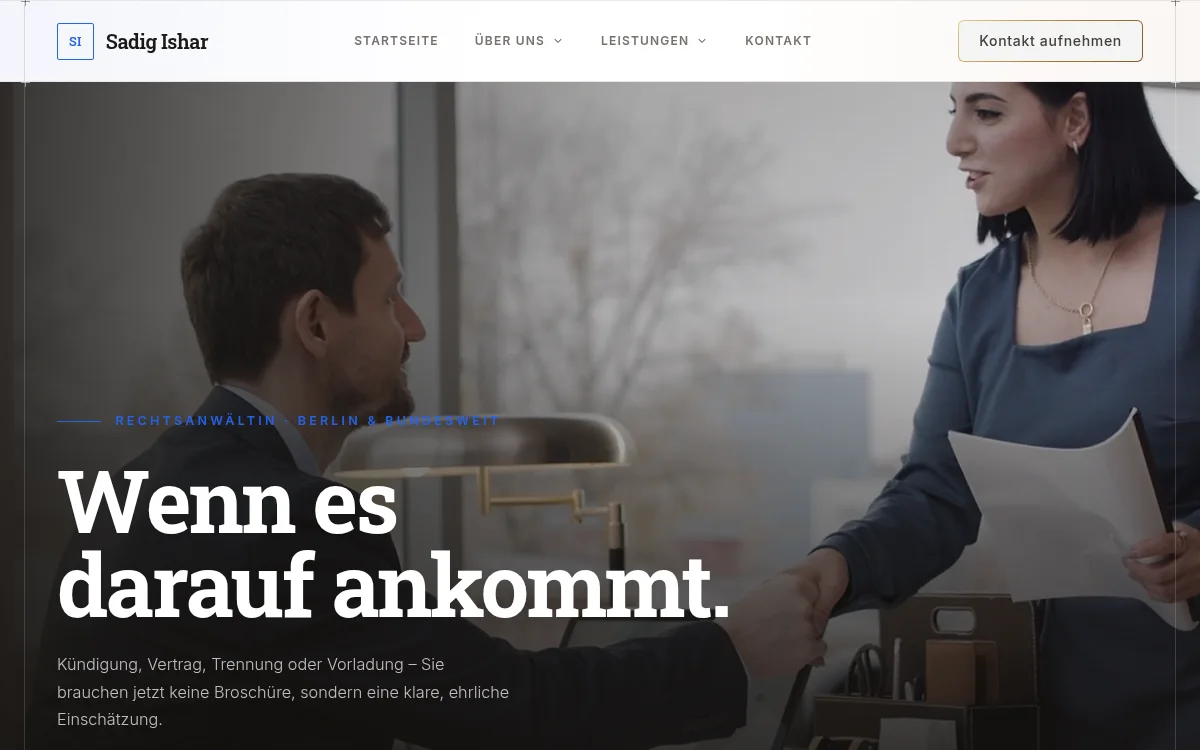 SI
Sadig Ishar
STARTSEITE
ÜBER UNS
LEISTUNGEN
KONTAKT
Kontakt aufnehmen
RECHTSANWÄLTIN · BERLIN & BUNDESWEIT
Wenn es
darauf ankommt.
Kündigung, Vertrag, Trennung oder Vorladung – Sie
brauchen jetzt keine Broschüre, sondern eine klare, ehrliche
Einschätzung.